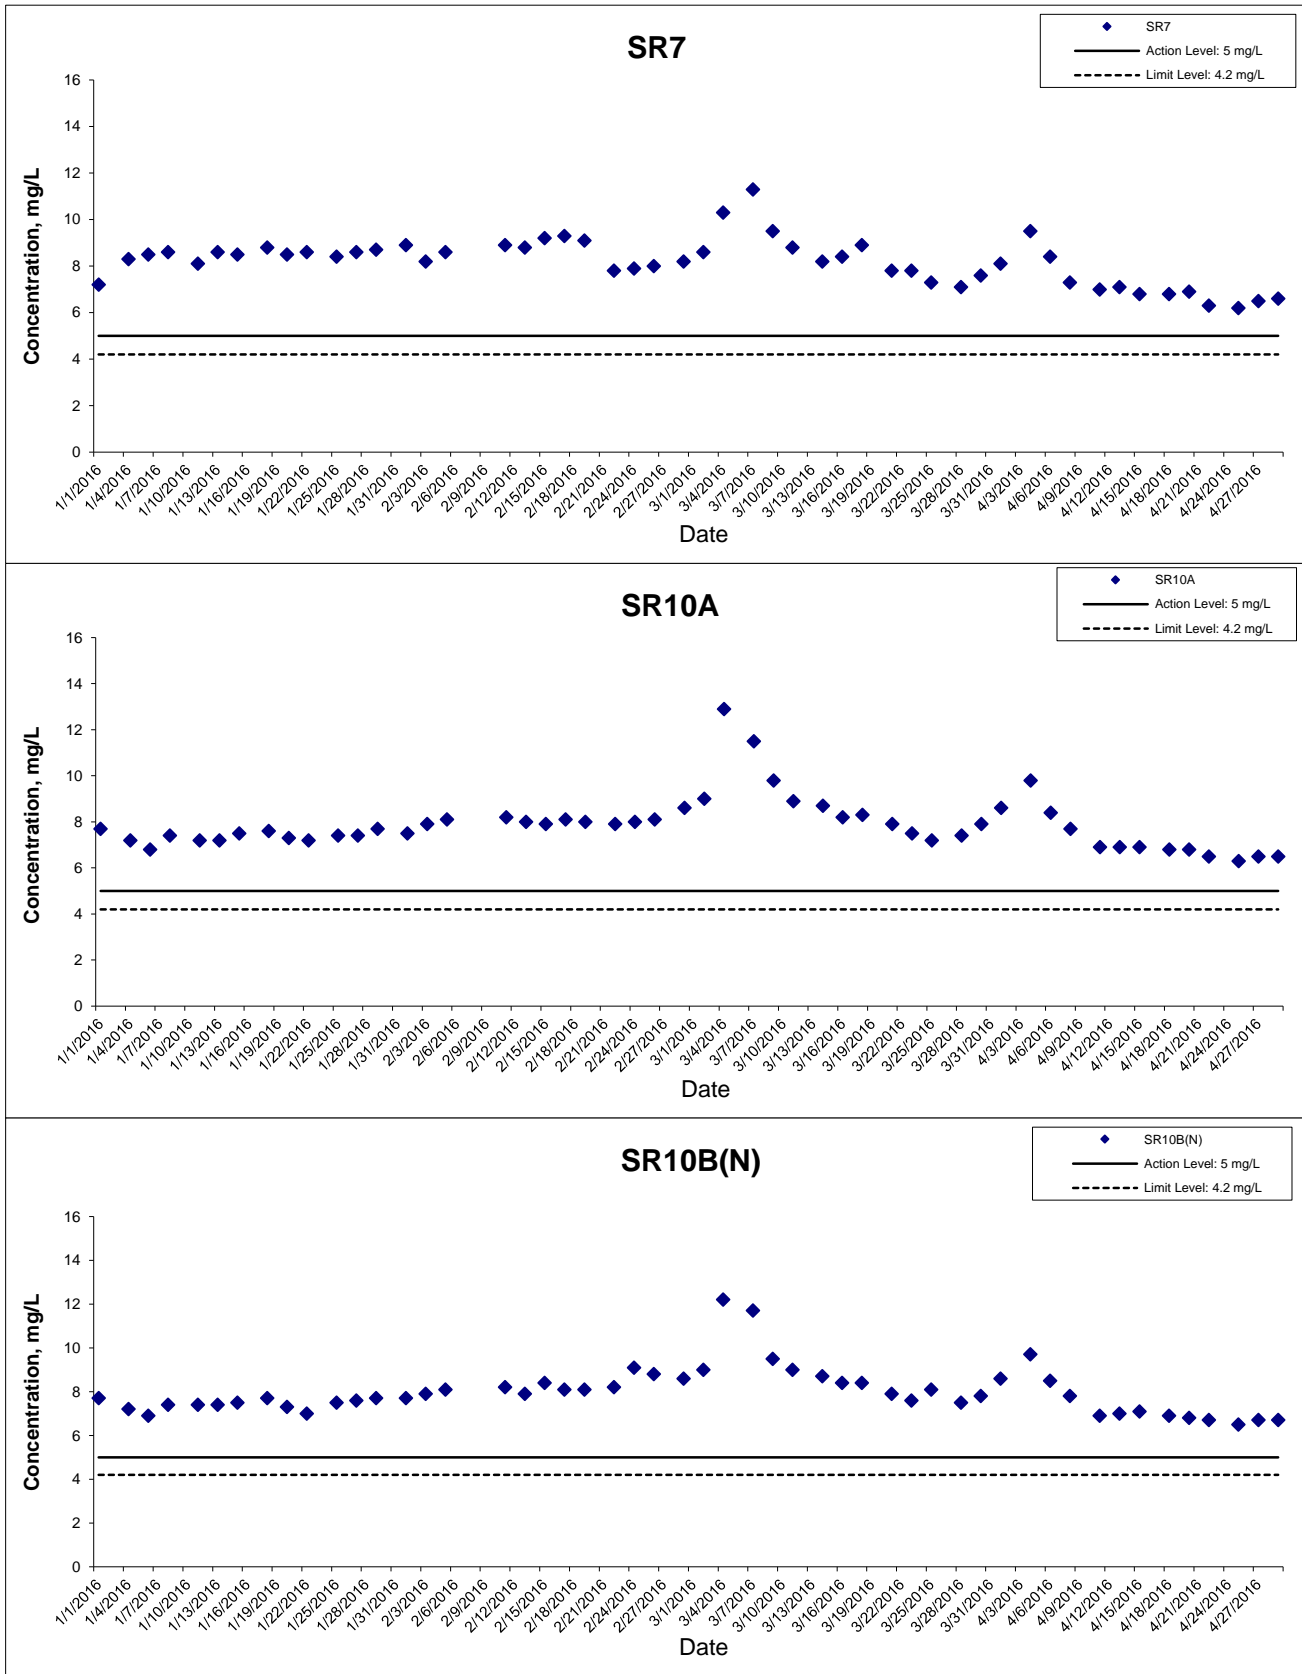 SR7
SR7
Action Level: 5 mg/L
Limit Level: 4.2 mg/L
16
14
12
10
8
6
4
2
0
Concentration, mg/L
1/1/2016 1/4/2016 1/7/2016 1/10/2016 1/13/2016 1/16/2016 1/19/2016 1/22/2016 1/25/2016 1/28/2016 1/31/2016 2/3/2016 2/6/2016 2/9/2016 2/12/2016 2/15/2016 2/18/2016 2/21/2016 2/24/2016 2/27/2016 3/1/2016 3/4/2016 3/7/2016 3/10/2016 3/13/2016 3/16/2016 3/19/2016 3/22/2016 3/25/2016 3/28/2016 3/31/2016 4/3/2016 4/6/2016 4/9/2016 4/12/2016 4/15/2016 4/18/2016 4/21/2016 4/24/2016 4/27/2016
Date
SR10A
SR10A
Action Level: 5 mg/L
Limit Level: 4.2 mg/L
16
14
12
10
8
6
4
2
0
Concentration, mg/L
1/1/2016 1/4/2016 1/7/2016 1/10/2016 1/13/2016 1/16/2016 1/19/2016 1/22/2016 1/25/2016 1/28/2016 1/31/2016 2/3/2016 2/6/2016 2/9/2016 2/12/2016 2/15/2016 2/18/2016 2/21/2016 2/24/2016 2/27/2016 3/1/2016 3/4/2016 3/7/2016 3/10/2016 3/13/2016 3/16/2016 3/19/2016 3/22/2016 3/25/2016 3/28/2016 3/31/2016 4/3/2016 4/6/2016 4/9/2016 4/12/2016 4/15/2016 4/18/2016 4/21/2016 4/24/2016 4/27/2016
Date
SR10B(N)
SR10B(N)
Action Level: 5 mg/L
Limit Level: 4.2 mg/L
16
14
12
10
8
6
4
2
0
Concentration, mg/L
1/1/2016 1/4/2016 1/7/2016 1/10/2016 1/13/2016 1/16/2016 1/19/2016 1/22/2016 1/25/2016 1/28/2016 1/31/2016 2/3/2016 2/6/2016 2/9/2016 2/12/2016 2/15/2016 2/18/2016 2/21/2016 2/24/2016 2/27/2016 3/1/2016 3/4/2016 3/7/2016 3/10/2016 3/13/2016 3/16/2016 3/19/2016 3/22/2016 3/25/2016 3/28/2016 3/31/2016 4/3/2016 4/6/2016 4/9/2016 4/12/2016 4/15/2016 4/18/2016 4/21/2016 4/24/2016 4/27/2016
Date